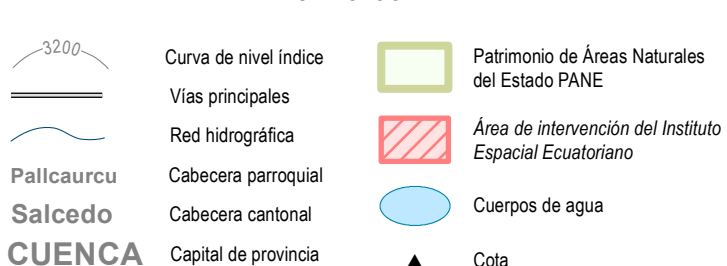 3200
Curva de nivel índice
Vías principales
Red hidrográfica
Pallcaurcu
Cabecera parroquial
Salcedo
Cabecera cantonal
CUENCA
Capital de provincia
Patrimonio de Áreas Naturales
del Estado PANE
Área de intervención del Instituto
Espacial Ecuatoriano
Cuerpos de agua
Cota